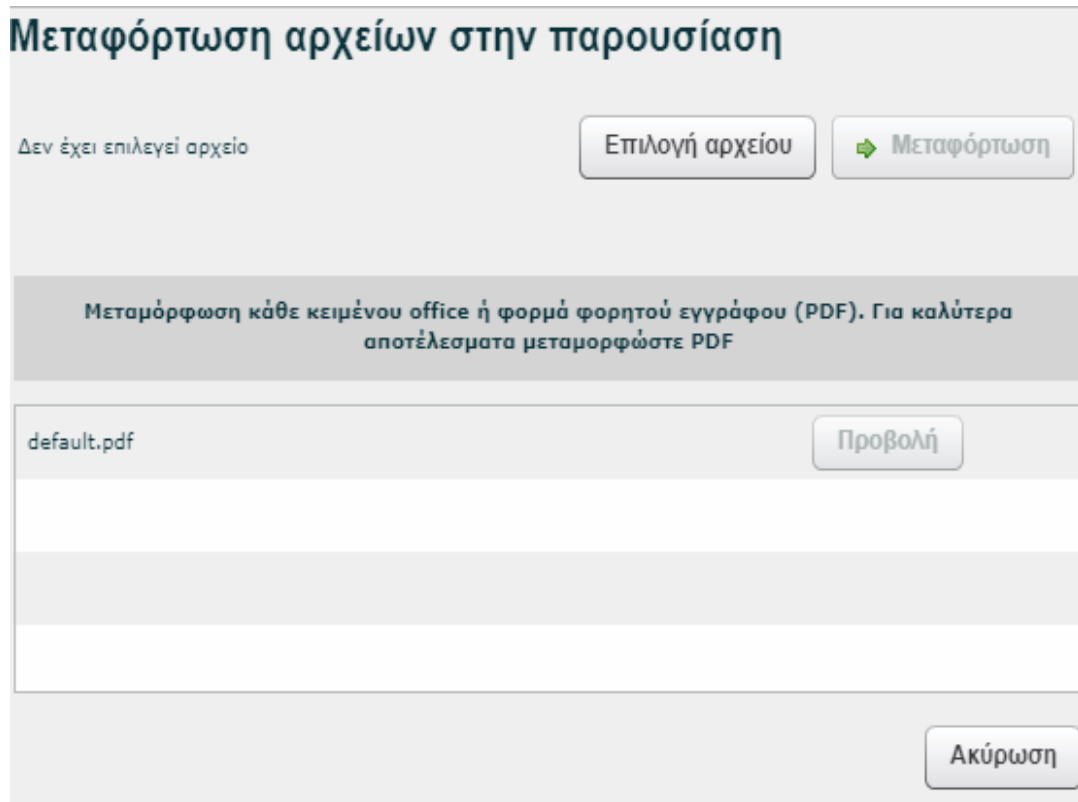 Μεταφόρτωση αρχείων στην παρουσίαση
Δεν έχει επιλεγεί αρχείο
Επιλογή αρχείου
Μεταφόρτωση
Μεταμόρφωση κάθε κειμένου office ή φορμά φορητού εγγράφου (PDF). Για καλύτερα
αποτέλεσματα μεταμορφώστε PDF
default.pdf
Προβολή
Ακύρωση